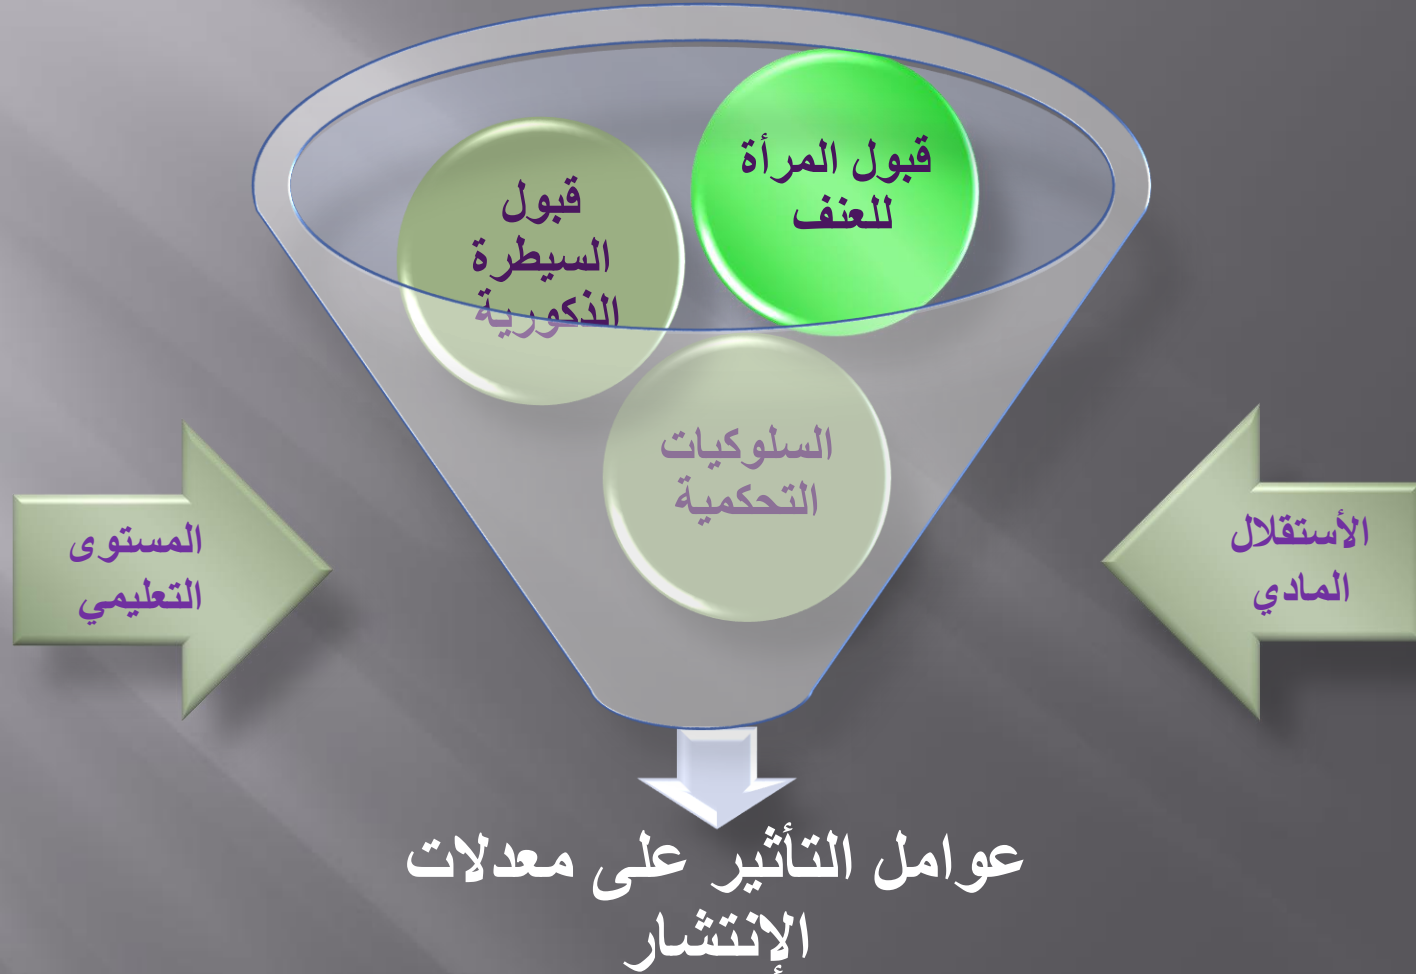 قبول المرأة
للعنف
قبول
السيطرة
الذكورية
السلوكيات
التحكمية
الأستقلال
المادي
المستوى
التعليمي
عوامل التأثير على معدلات
الإنتشار